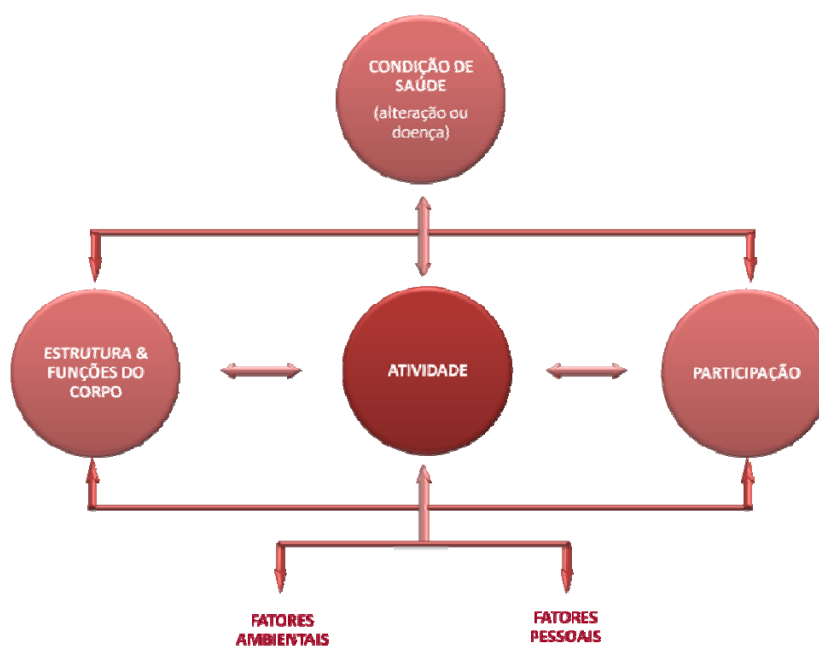 CONDIÇÃO DE
SAÚDE
(alteração ou
doença)
ESTRUTURA &
FUNÇÕES DO
CORPO
ATIVIDADE
PARTICIPAÇÃO
FATORES
AMBIENTAIS
FATORES
PESSOAIS